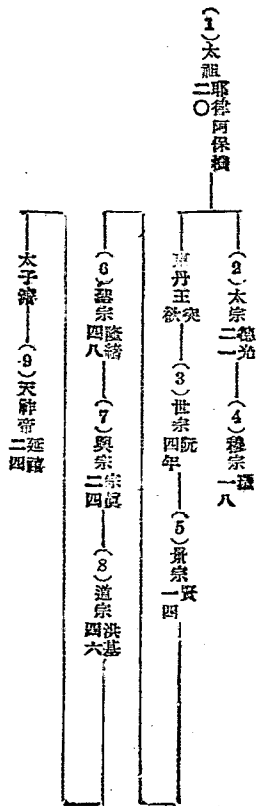 (1)太祖耶律阿保機二〇
(2)太宗德光二一
(4)穆宗璟一八
東丹王突欲
(3)世宗阮四年
(5)景宗賢一四
(6)聖宗隆緒四八
(7)興宗宗眞二四
(8)道宗洪基四六
太子濬
(9)天祚帝延禧二四